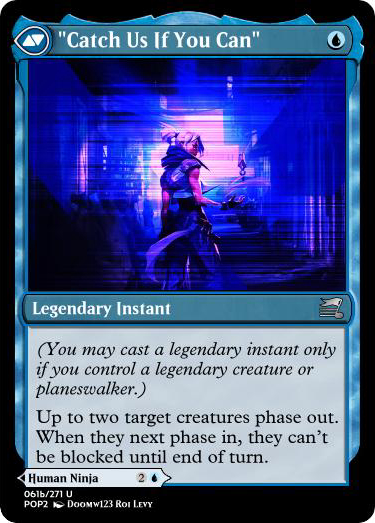 "Catch Us If You Can"
Legendary Instant
(You may cast a legendary instant only
if you control a legendary creature or
planeswalker.)
Up to two target creatures phase out.
When they next phase in, they can't
be blocked until end of turn.
Human Ninja 2
061b/271 U
POP2 Doomw123 Roi Levy